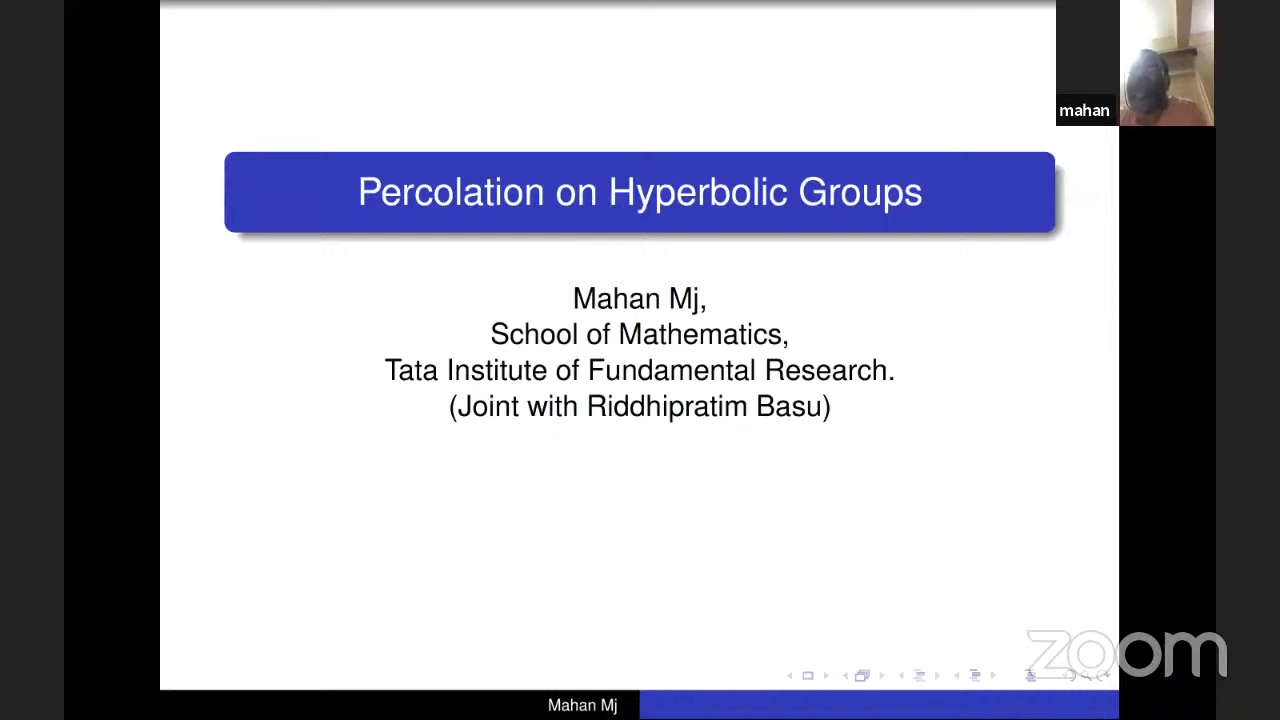 mahan
Percolation on Hyperbolic Groups
Mahan Mj,
School of Mathematics,
Tata Institute of Fundamental Research.
(Joint with Riddhipratim Basu)
zoom
Mahan Mj